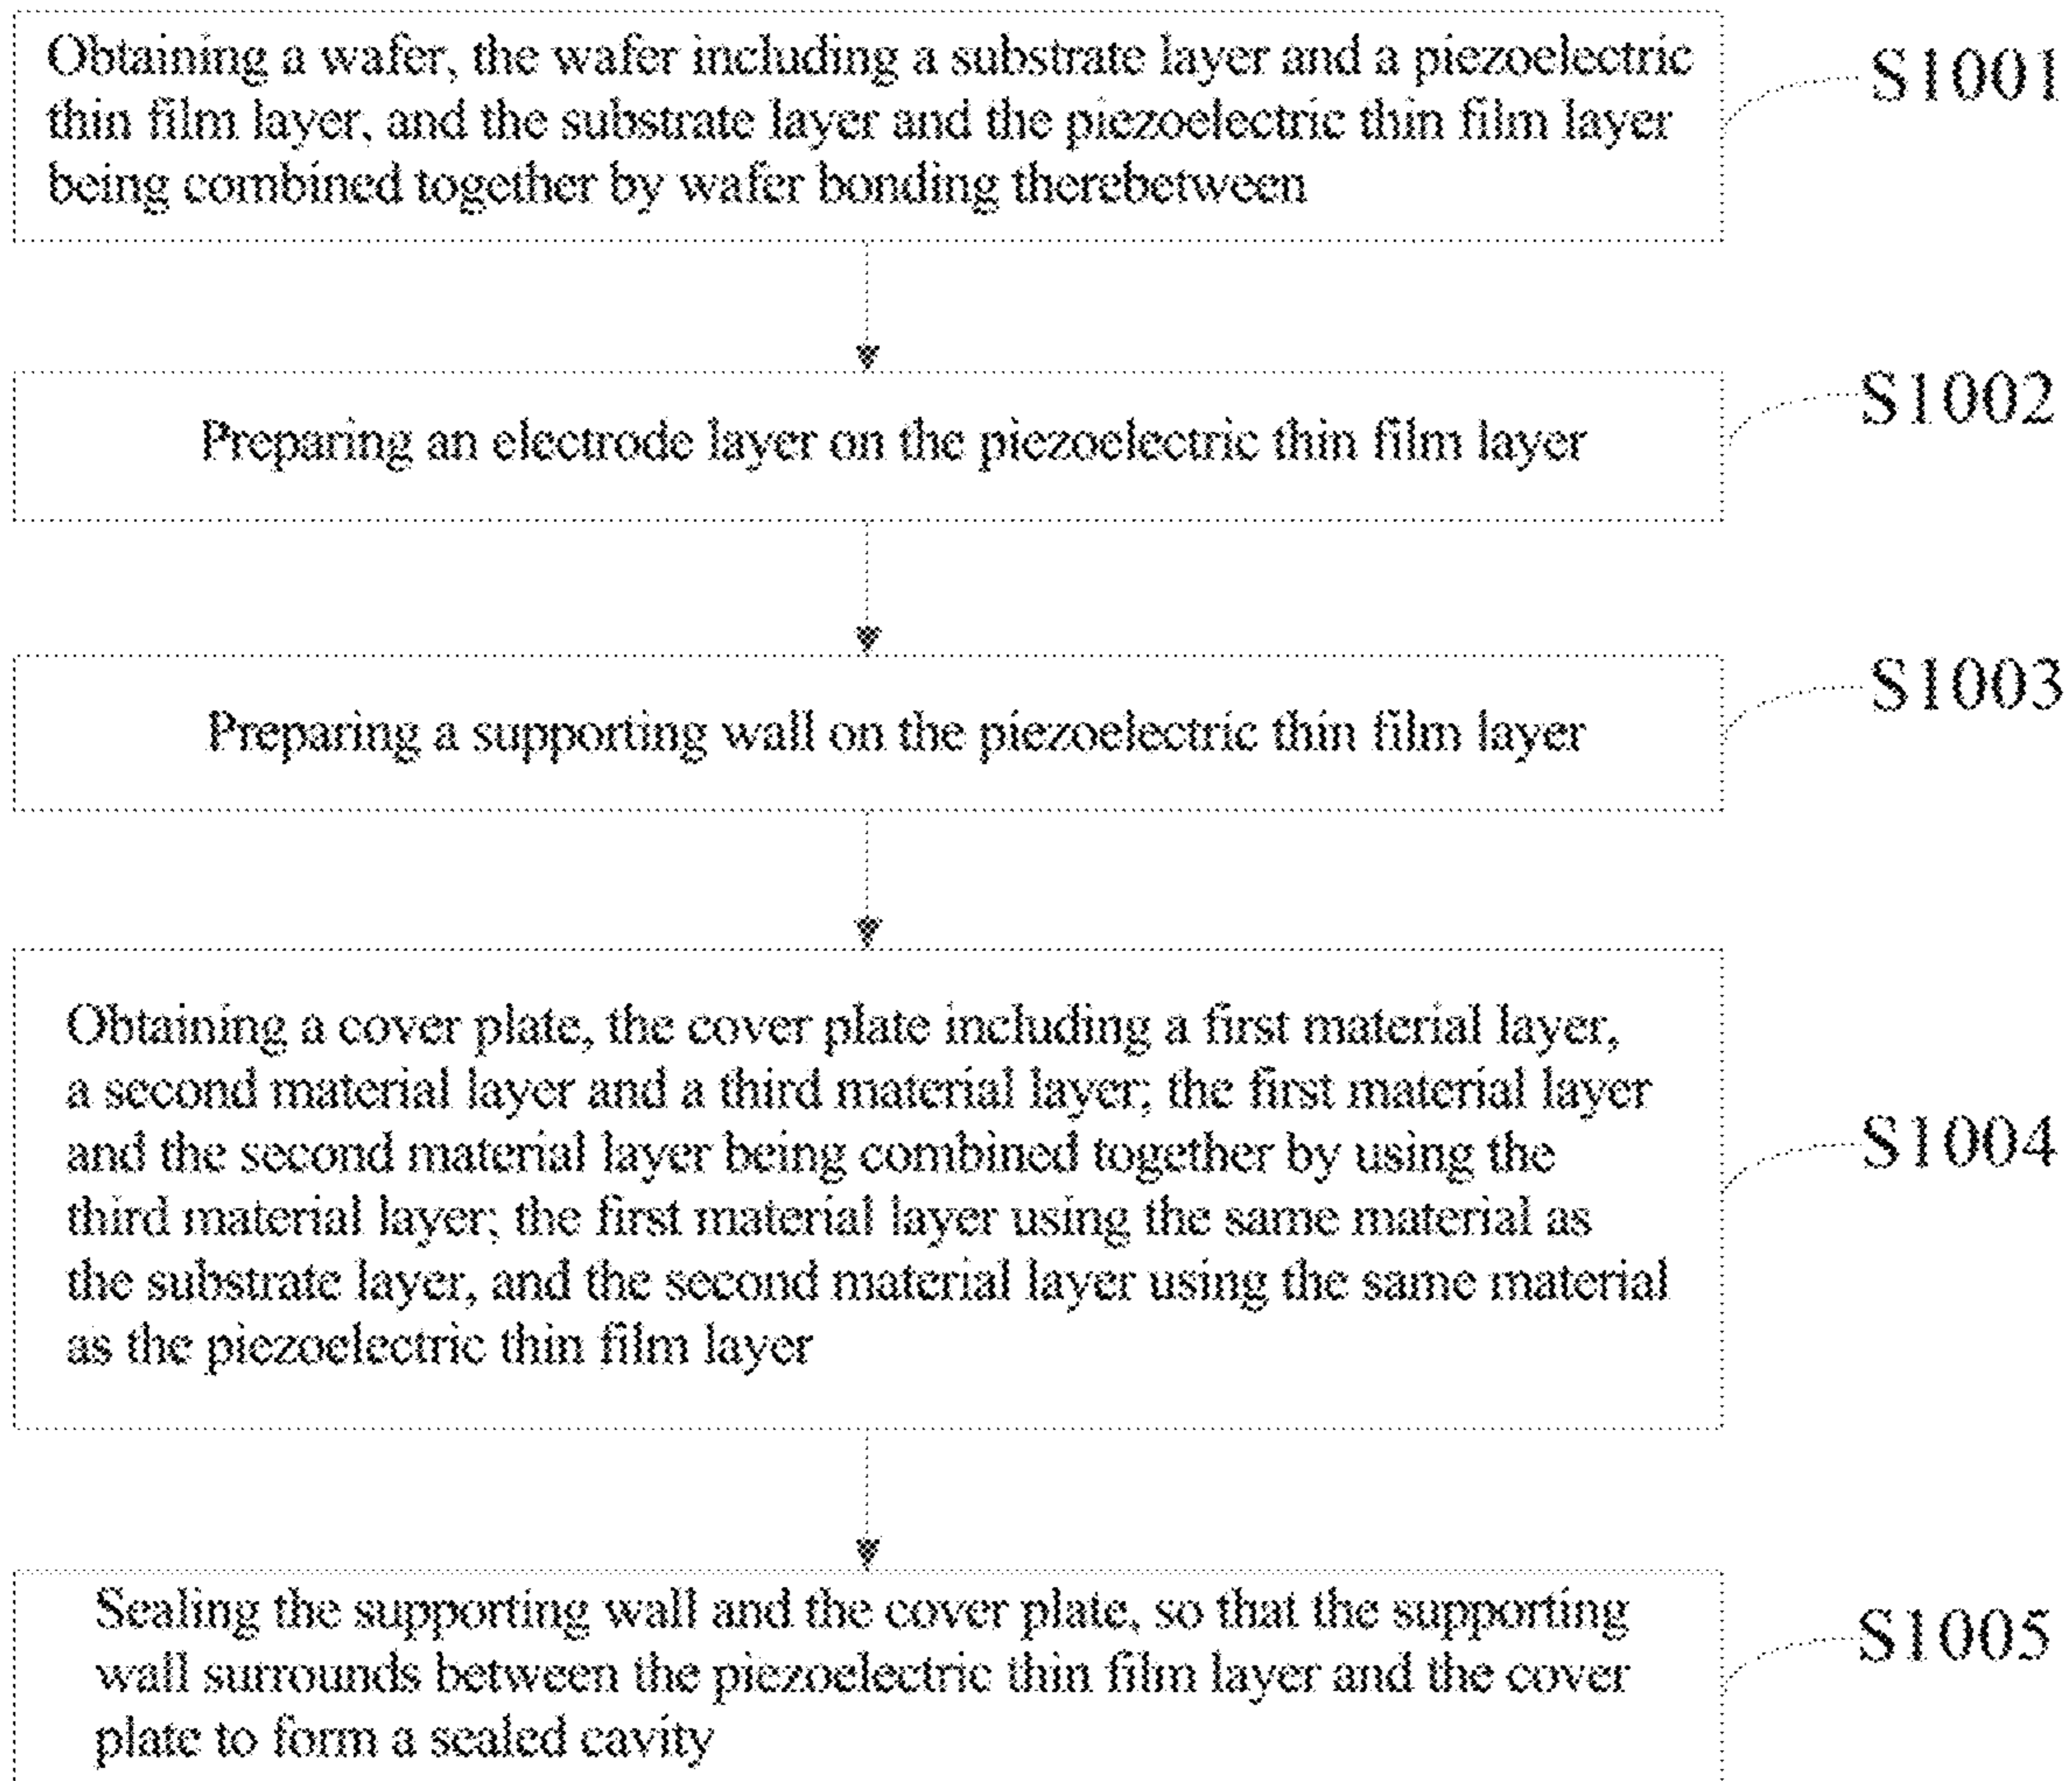 Obtaining a wafer, the wafer including a substrate layer and a piezoelectric
thin film layer, and the substrate layer and the piezoelectric thin film layer
being combined together by wafer bonding therebetween
S1001
Preparing an electrode layer on the piezoelectric thin film layer
S1002
Preparing a supporting wall on the piezoelectric thin film layer
S1003
Obtaining a cover plate, the cover plate including a first material layer,
a second material layer and a third material layer; the first material layer
and the second material layer being combined together by using the
third material layer; the first material layer using the same material as
the substrate layer, and the second material layer using the same material
as the piezoelectric thin film layer
S1004
Sealing the supporting wall and the cover plate, so that the supporting
wall surrounds between the piezoelectric thin film layer and the cover
plate to form a sealed cavity
S1005